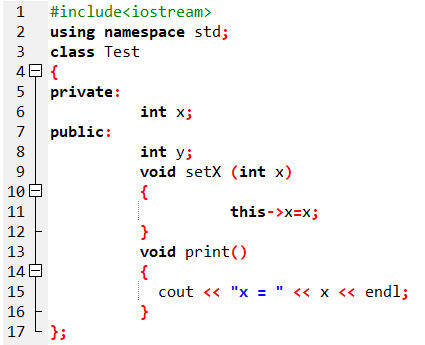 1 #include<iostream>
2 using namespace std;
3 class Test
4 {
5 private:
6 int x;
7 public:
8 int y;
9 void setX (int x)
10 {
11 this->x=x;
12 }
13 void print()
14 {
15 cout << "x = " << x << endl;
16 }
17 };